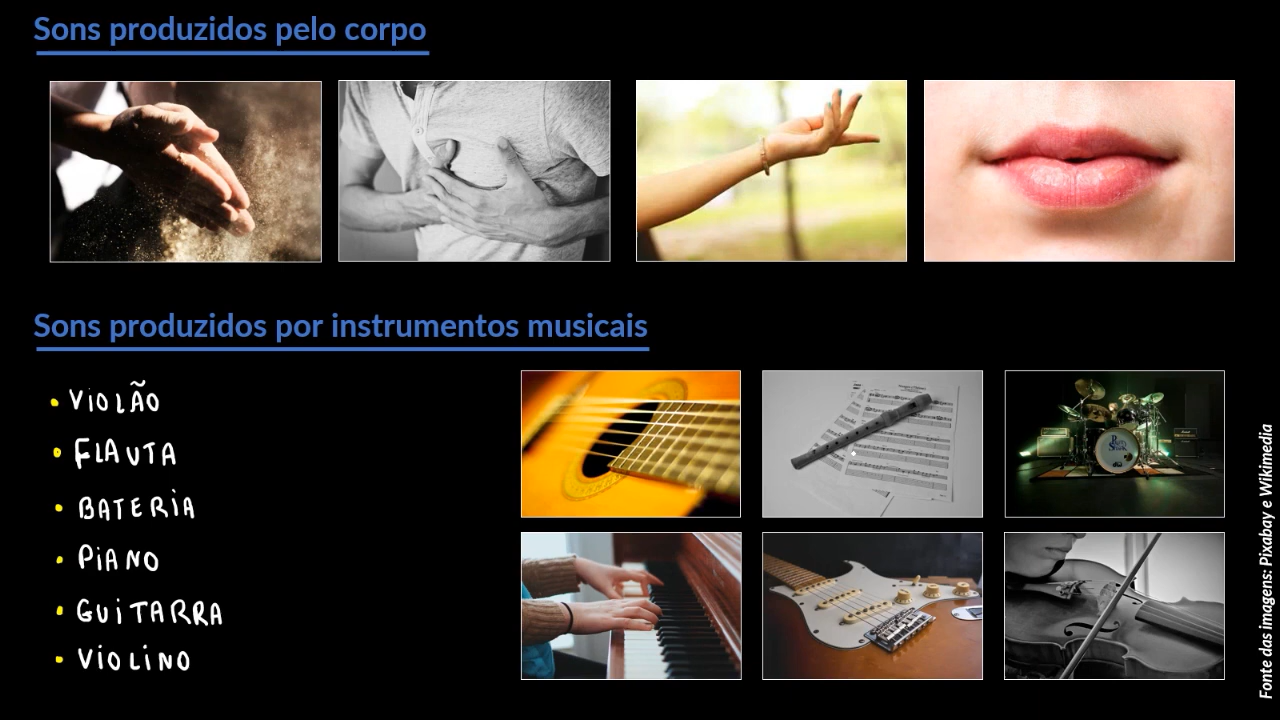 Sons produzidos pelo corpo
Sons produzidos por instrumentos musicais
• VIOLÃO
• FLAUTA
• BATERIA
• PIANO
• GUITARRA
• VIOLINO
Fonte das imagens: Pixabay e Wikimedia